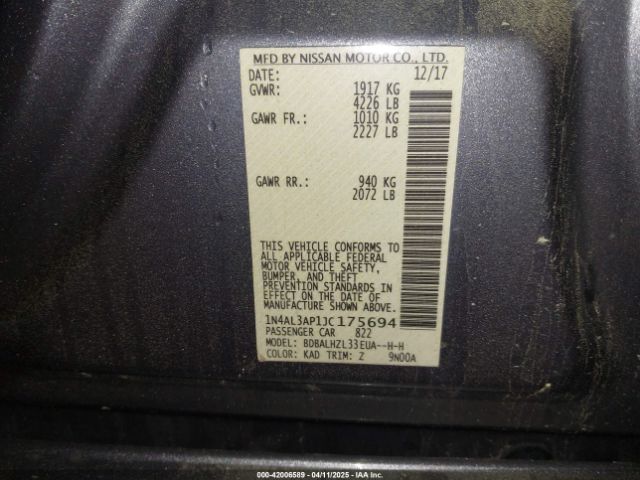 MFD BY NISSAN MOTOR CO., LTD.
DATE: 12/17
GVWR: 1917 KG
4226 LB
GAWR FR.: 1010 KG
2227 LB
GAWR RR.: 940 KG
2072 LB
THIS VEHICLE CONFORMS TO
ALL APPLICABLE FEDERAL
MOTOR VEHICLE SAFETY,
BUMPER, AND THEFT
PREVENTION STANDARDS IN
EFFECT ON THE DATE OF
MANUFACTURE SHOWN ABOVE.
1N4AL3AP1JC175694
PASSENGER CAR 822
MODEL: BDBALHZL33EUA--H-H
COLOR: KAD TRIM: Z 9N00A
000-42006589 - 04/11/2025 - IAAI.COM